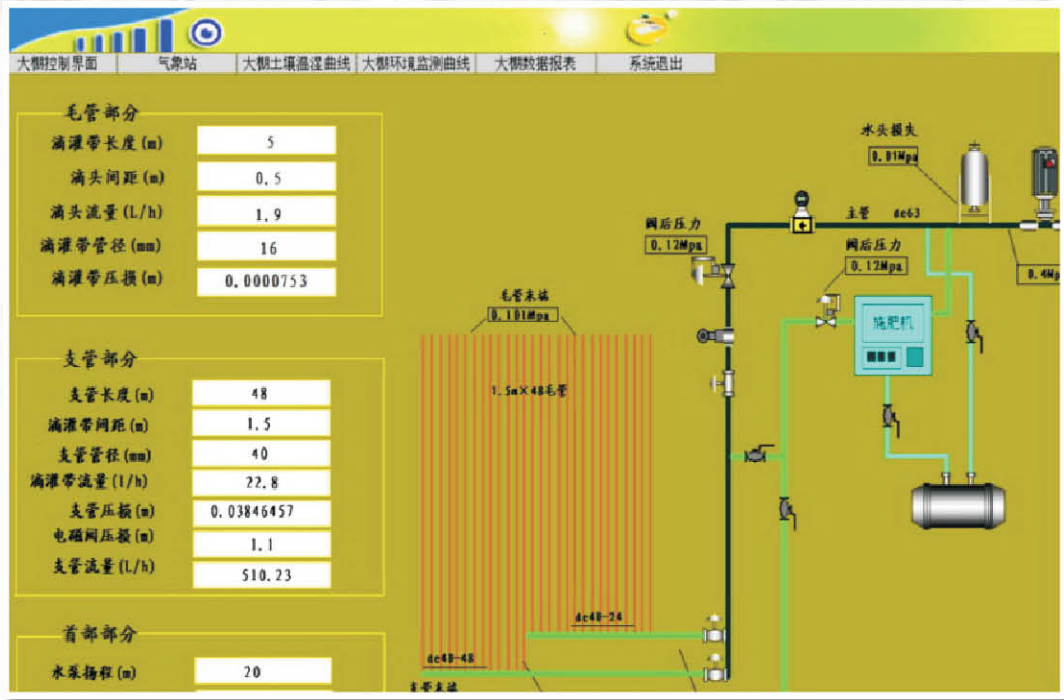 大棚控制界面 气象站 大棚土壤温湿曲线 大棚环境监测曲线 大棚数据报表 系统退出
毛管部分
滴灌带长度(m) 5
滴头间距(m) 0.5
滴头流量(L/h) 1.9
滴灌带管径(mm) 16
滴灌带压损(m) 0.0000753
支管部分
支管长度(m) 48
滴灌带间距(m) 1.5
支管管径(mm) 40
滴灌带流量(l/h) 22.8
支管压损(m) 0.03846457
电磁阀压损(m) 1.1
支管流量(L/h) 510.23
首部部分
水泵扬程(m) 20
水头损失
0.01Mpa
主管 de63
阀后压力
0.12Mpa
阀后压力
0.12Mpa
0.4Mp
施肥机
毛管末端
0.101Mpa
1.5m×48毛管
de40-24
de40-48
支管末端